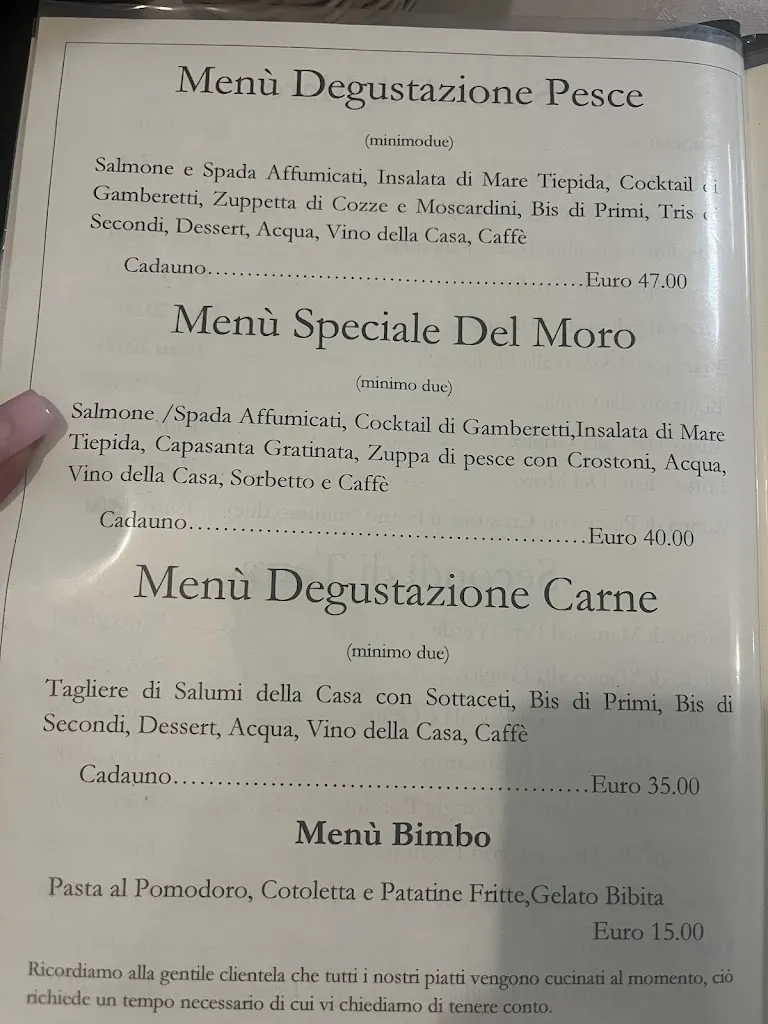 Menù Degustazione Pesce
(minimodue)
Salmone e Spada Affumicati, Insalata di Mare Tiepida, Cocktail di
Gamberetti, Zuppetta di Cozze e Moscardini, Bis di Primi, Tris
Secondi, Dessert, Acqua, Vino della Casa, Caffè
Cadauno..................................................Euro 47.00
Menù Speciale Del Moro
(minimo due)
Salmone /Spada Affumicati, Cocktail di Gamberetti,Insalata di Mare
Tiepida, Capasanta Gratinata, Zuppa di pesce con Crostoni, Acqua,
Vino della Casa, Sorbetto e Caffè
Cadauno..................................................Euro 40.00
Menù Degustazione Carne
(minimo due)
Tagliere di Salumi della Casa con Sottaceti, Bis di Primi, Bis di
Secondi, Dessert, Acqua, Vino della Casa, Caffè
Cadauno..................................................Euro 35.00
Menù Bimbo
Pasta al Pomodoro, Cotoletta e Patatine Fritte,Gelato Bibita
Euro 15.00
Ricordiamo alla gentile clientela che tutti i nostri piatti vengono cucinati al momento, ciò
richiede un tempo necessario di cui vi chiediamo di tenere conto.